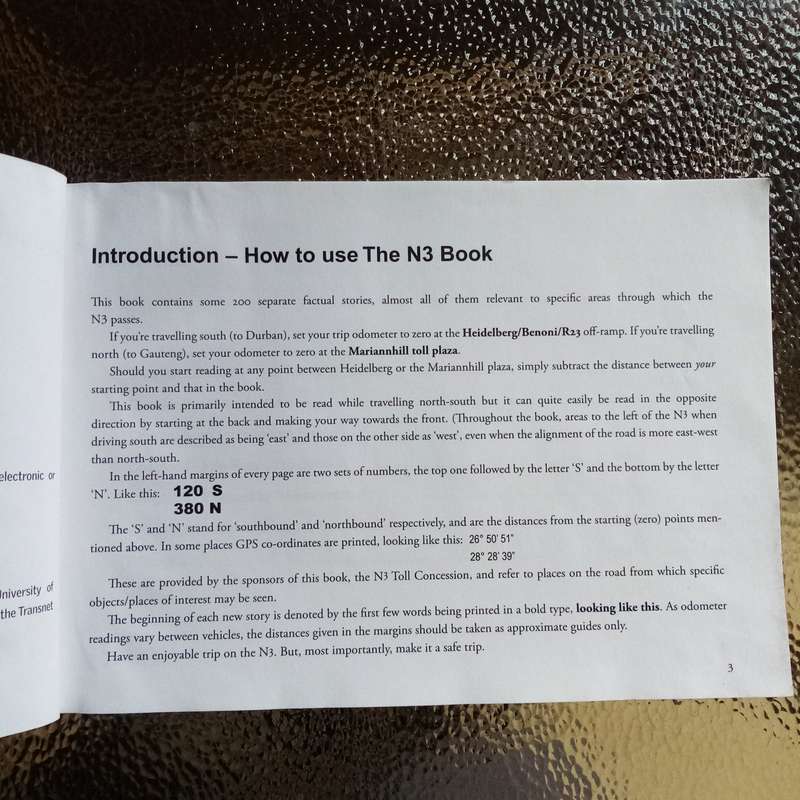 electronic or
University of
the Transnet
Introduction – How to use The N3 Book
This book contains some 200 separate factual stories, almost all of them relevant to specific areas through which the
N3 passes.
If you're travelling south (to Durban), set your trip odometer to zero at the Heidelberg/Benoni/R23 off-ramp. If you're travelling
north (to Gauteng), set your odometer to zero at the Mariannhill toll plaza.
Should you start reading at any point between Heidelberg or the Mariannhill plaza, simply subtract the distance between your
starting point and that in the book.
This book is primarily intended to be read while travelling north-south but it can quite easily be read in the opposite
direction by starting at the back and making your way towards the front. (Throughout the book, areas to the left of the N3 when
driving south are described as being 'east' and those on the other side as 'west', even when the alignment of the road is more east-west
than north-south.
In the left-hand margins of every page are two sets of numbers, the top one followed by the letter 'S' and the bottom by the letter
'N'. Like this: 120 S
380 N
The 'S' and 'N' stand for 'southbound' and 'northbound' respectively, and are the distances from the starting (zero) points men-
tioned above. In some places GPS co-ordinates are printed, looking like this: 26° 50' 51"
28° 28' 39"
These are provided by the sponsors of this book, the N3 Toll Concession, and refer to places on the road from which specific
objects/places of interest may be seen.
The beginning of each new story is denoted by the first few words being printed in a bold type, looking like this. As odometer
readings vary between vehicles, the distances given in the margins should be taken as approximate guides only.
Have an enjoyable trip on the N3. But, most importantly, make it a safe trip.
3